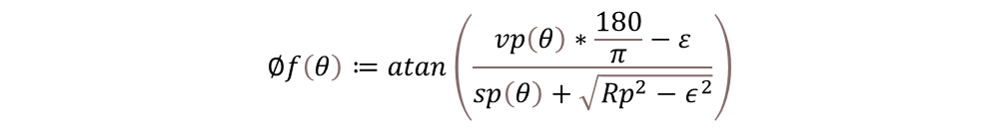 ∅f(θ) ≔ atan ( (vp(θ) * 180/π − ε) / (sp(θ) + √(Rp² − ϵ²)) )